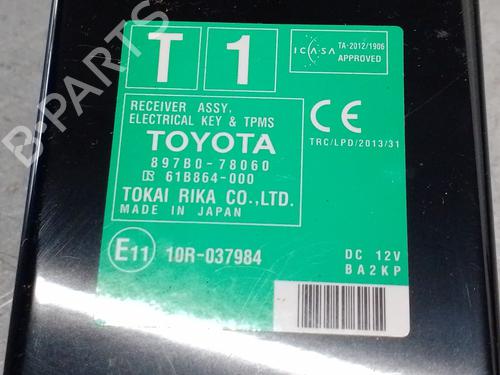 T 1
ICASA TA-2012/1906
APPROVED
RECEIVER ASSY,
ELECTRICAL KEY & TPMS
TOYOTA
897B0-78060
61B864-000
TOKAI RIKA CO.,LTD.
MADE IN JAPAN
CE
TRC/LPD/2013/31
E11 10R-037984
DC 12V
BA2KP
B-PARTS